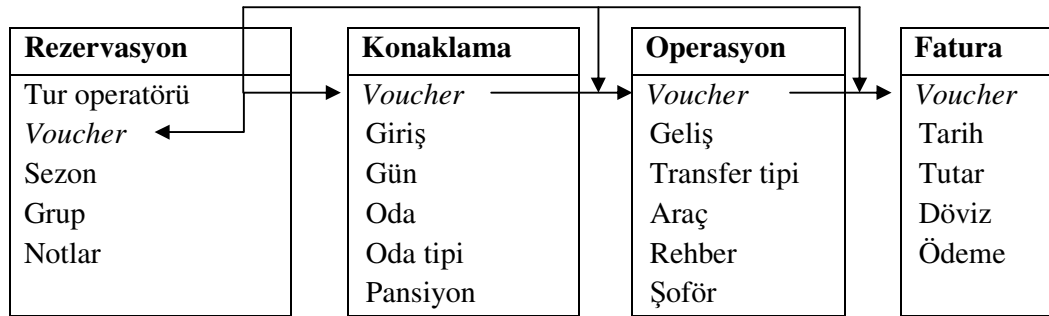 Rezervasyon
Tur operatörü
Voucher
Sezon
Grup
Notlar
Konaklama
Voucher
Giriş
Gün
Oda
Oda tipi
Pansiyon
Operasyon
Voucher
Geliş
Transfer tipi
Araç
Rehber
Şoför
Fatura
Voucher
Tarih
Tutar
Döviz
Ödeme